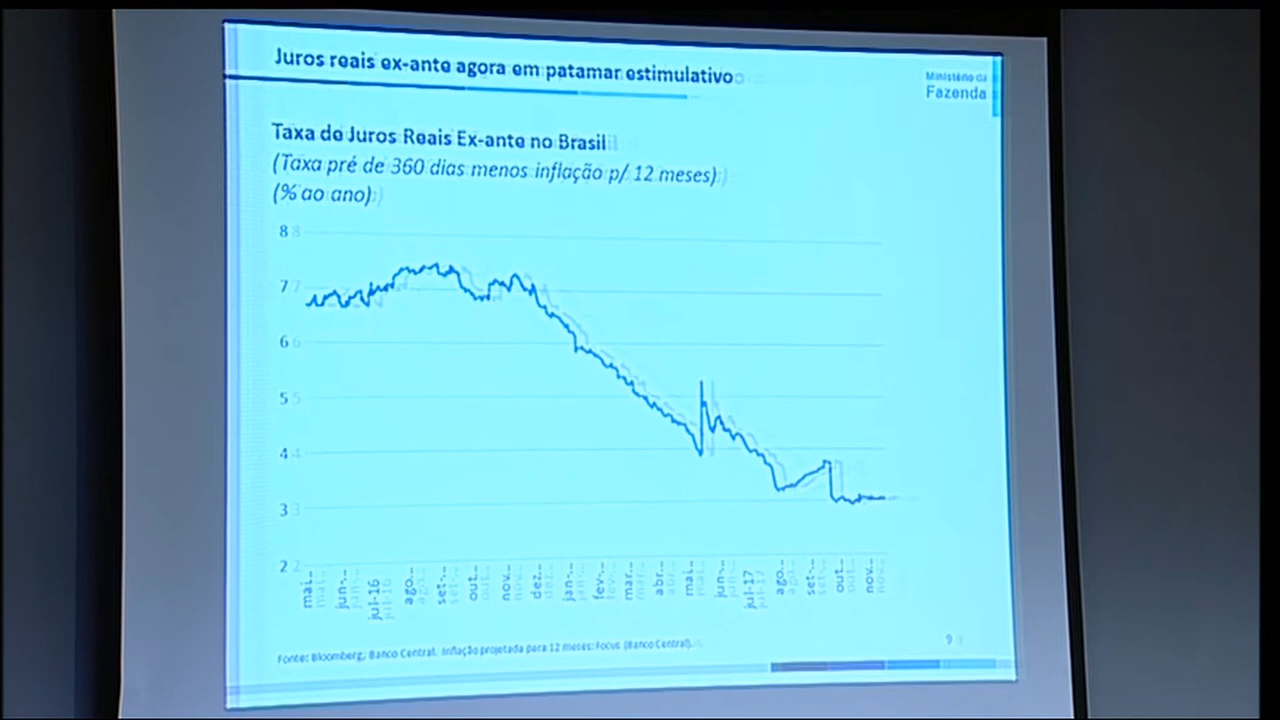 Juros reais ex-ante agora em patamar estimulativo
Ministério da
Fazenda
Taxa de Juros Reais Ex-ante no Brasil
(Taxa pré de 360 dias menos inflação p/ 12 meses)
(% ao ano)
8
7
6
5
4
3
2
mai...
jun-...
jul-16
ago...
set-...
out...
nov...
dez...
jan-...
fev-...
mar...
abr...
mai...
jun-...
jul-17
ago...
set-...
out...
nov...
Fonte: Bloomberg, Banco Central. Inflação projetada para 12 meses: Focus (Banco Central).
9